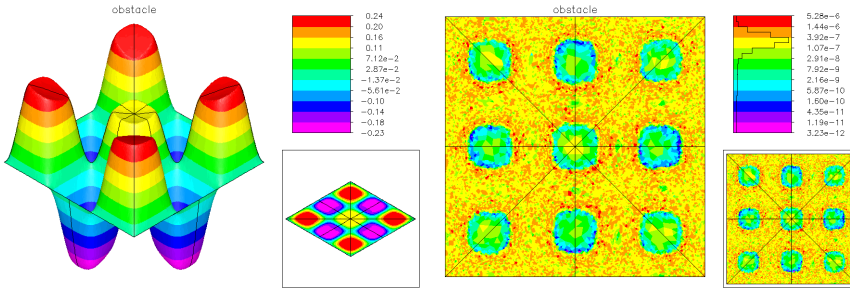 obstacle
0.24
0.20
0.16
0.11
7.12e-2
2.87e-2
-1.37e-2
-5.61e-2
-0.10
-0.14
-0.18
-0.23
obstacle
5.28e-6
1.44e-6
3.92e-7
1.07e-7
2.91e-8
7.92e-9
2.16e-9
5.87e-10
1.60e-10
4.35e-11
1.19e-11
3.23e-12